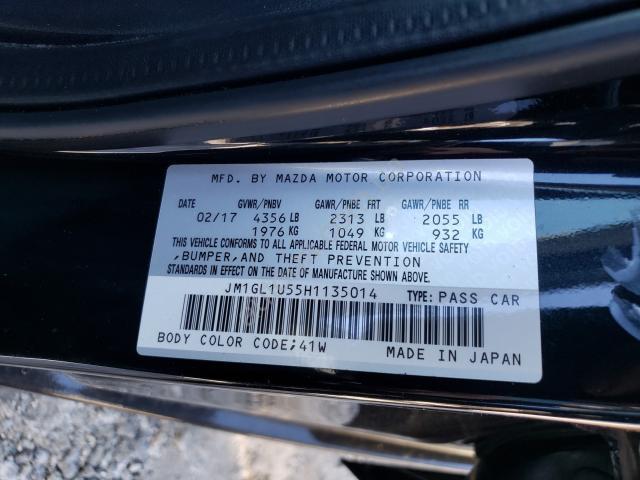 MFD. BY MAZDA MOTOR CORPORATION
DATE GVWR/PNBV GAWR/PNBE FRT GAWR/PNBE RR
02/17 4356 LB 2313 LB 2055 LB
1976 KG 1049 KG 932 KG
THIS VEHICLE CONFORMS TO ALL APPLICABLE FEDERAL MOTOR VEHICLE SAFETY
,BUMPER,AND THEFT PREVENTION
STANDARDS IN EFFECT ON THE DATE OF MANUFACTURE SHOWN ABOVE.
JM1GL1U55H1135014 TYPE: PASS CAR
BODY COLOR CODE;41W MADE IN JAPAN